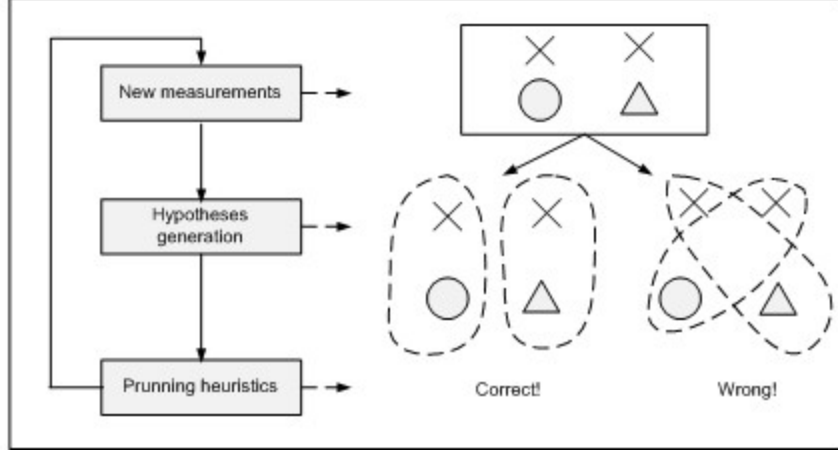 New measurements
Hypotheses
generation
Prunning heuristics
Correct!
Wrong!